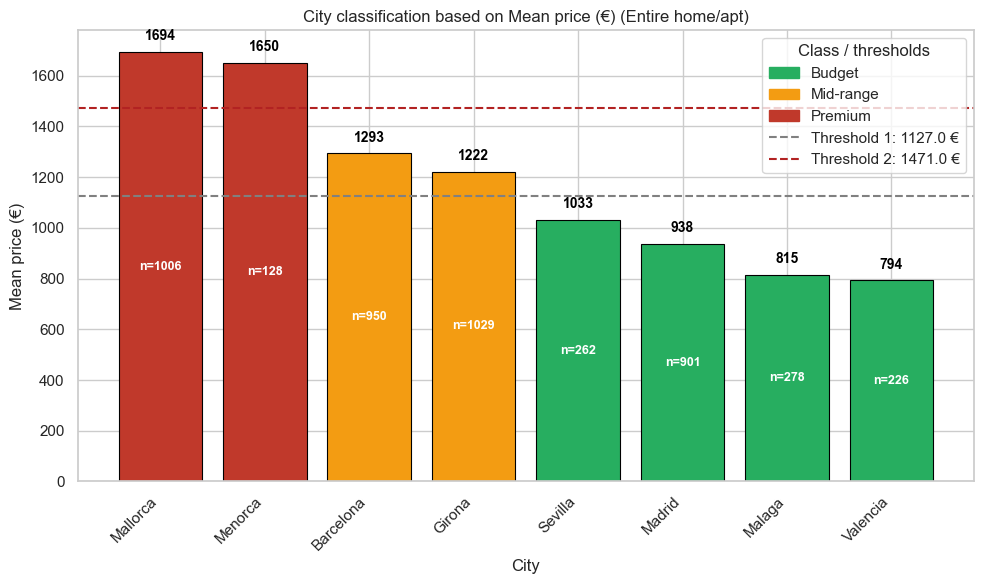 City classification based on Mean price (€) (Entire home/apt)
Mean price (€)
1600
1400
1200
1000
800
600
400
200
0
1694
1650
1293
1222
1033
938
815
794
n=1006
n=128
n=950
n=1029
n=262
n=901
n=278
n=226
Class / thresholds
Budget
Mid-range
Premium
Threshold 1: 1127.0 €
Threshold 2: 1471.0 €
Mallorca
Menorca
Barcelona
Girona
Sevilla
Madrid
Malaga
Valencia
City